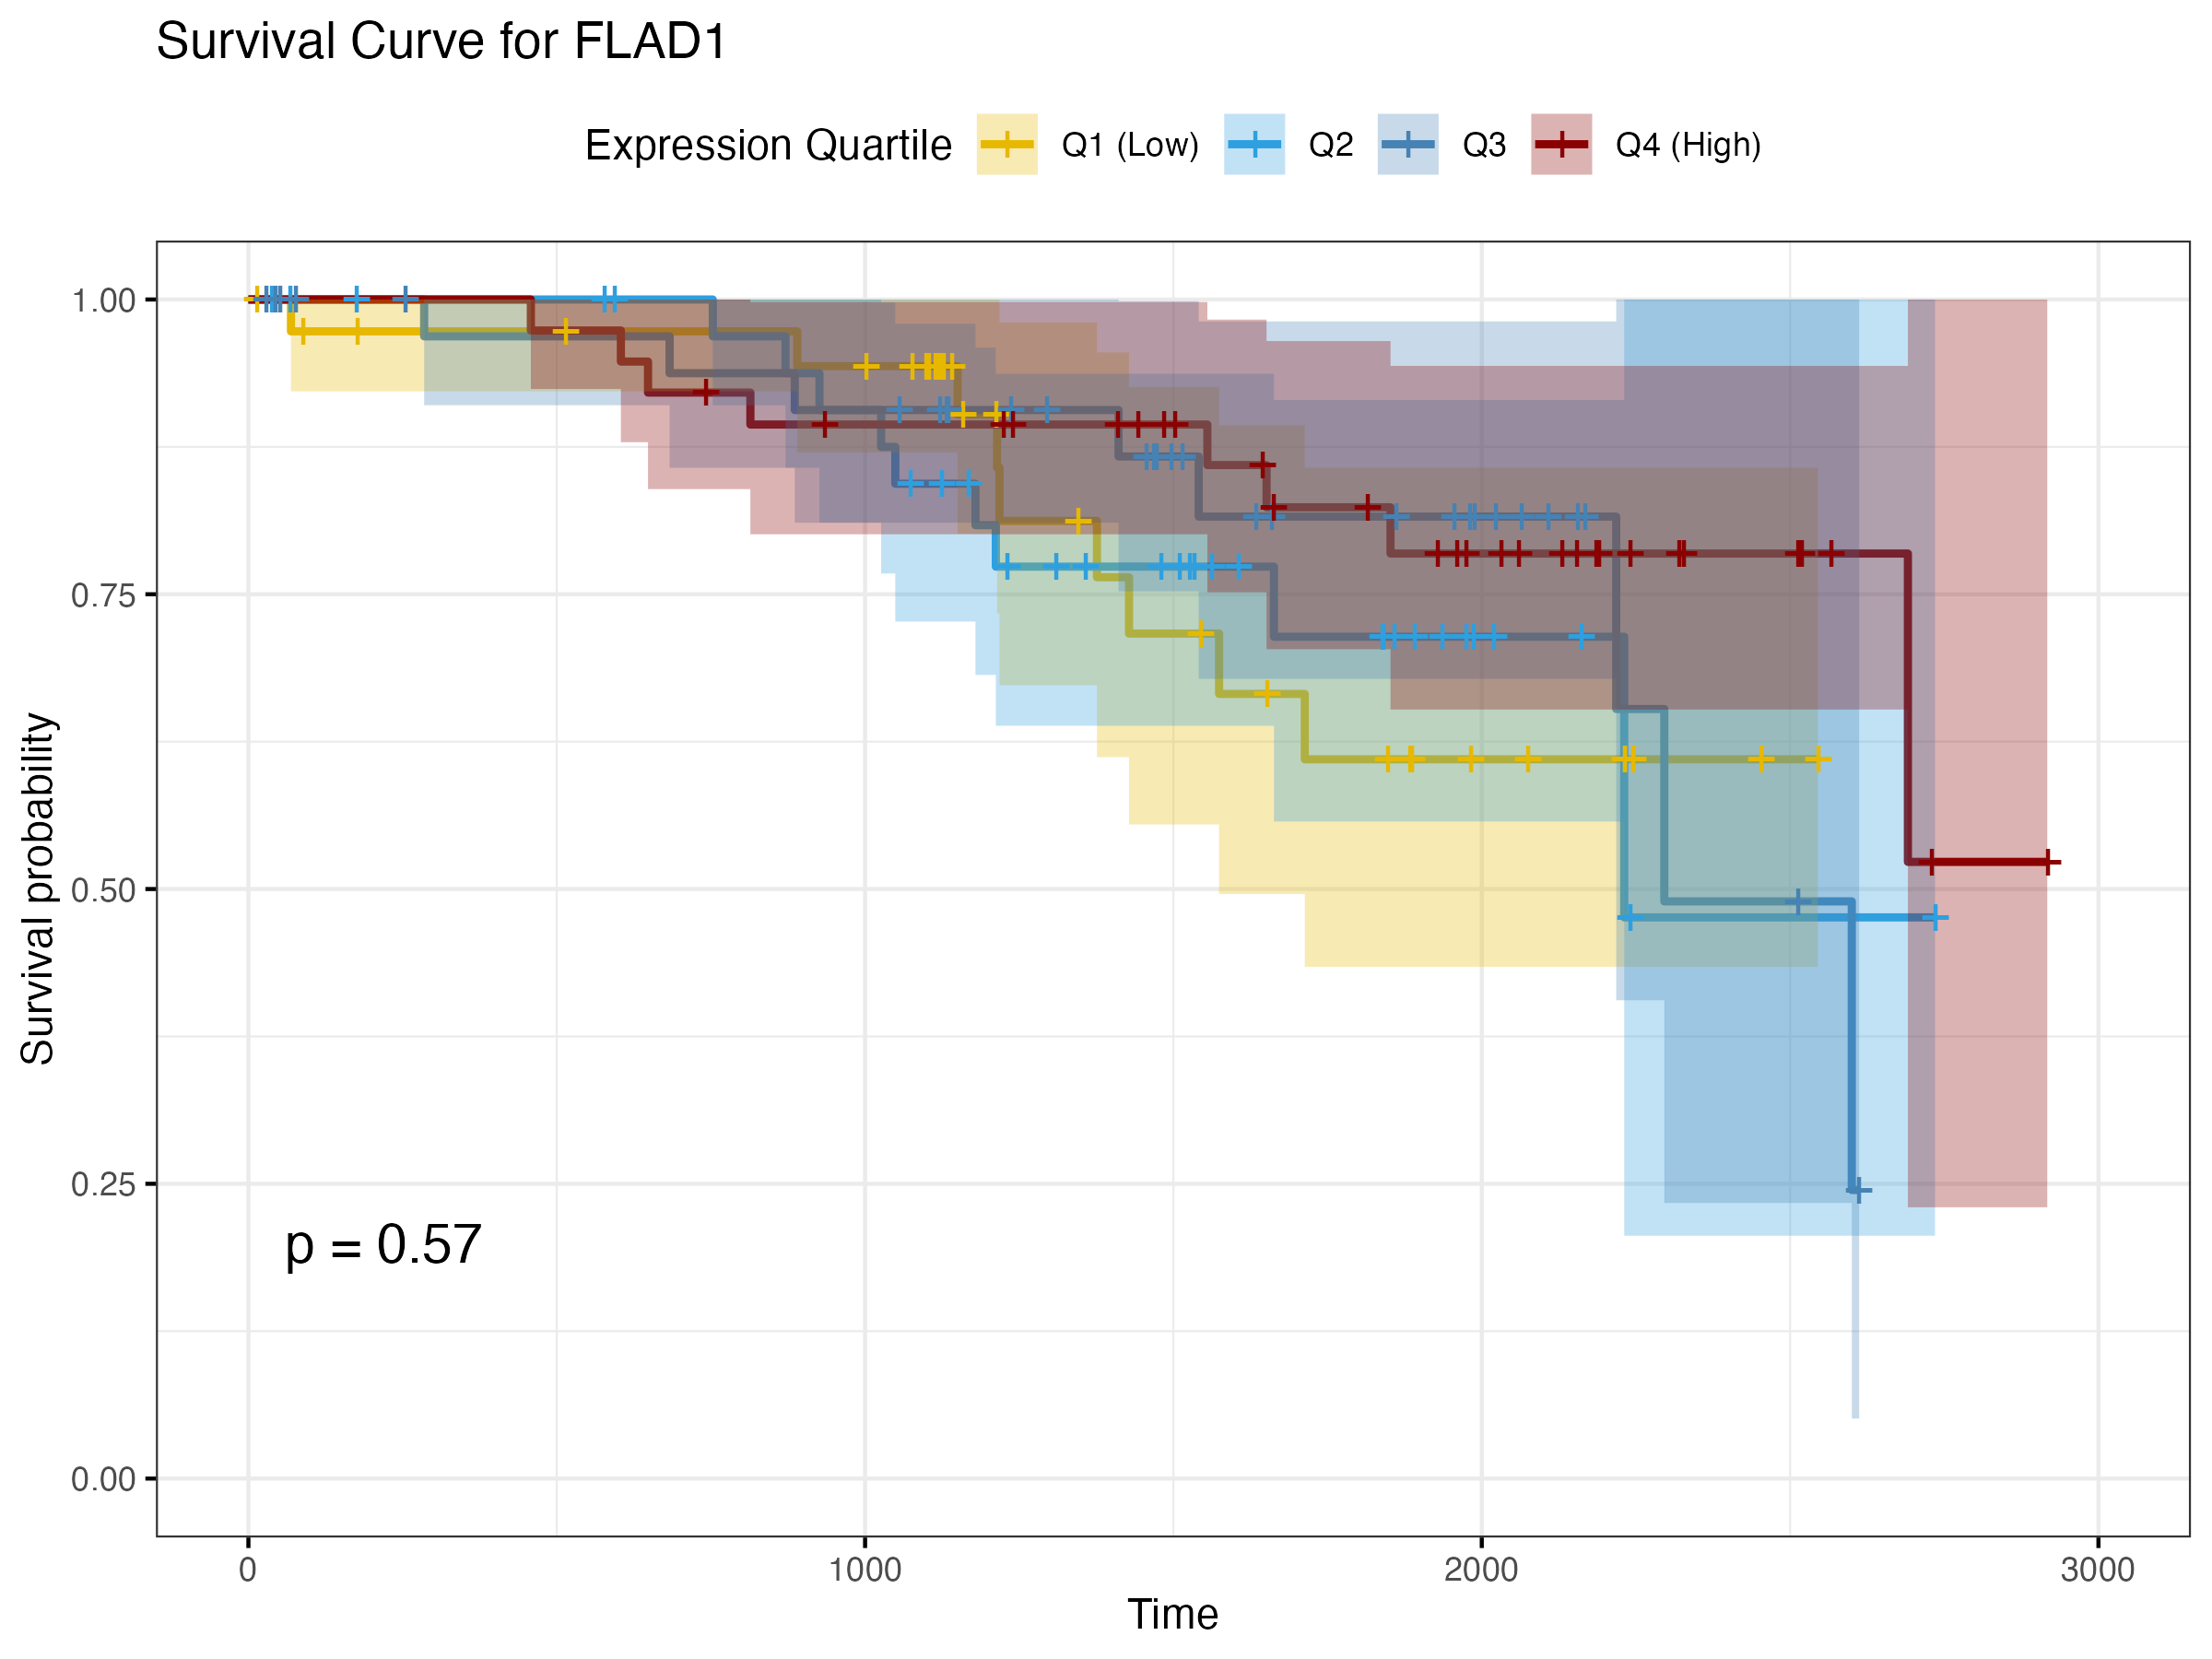 Survival Curve for FLAD1
Expression Quartile Q1 (Low) Q2 Q3 Q4 (High)
Survival probability
1.00
0.75
0.50
0.25
0.00
p = 0.57
0 1000 2000 3000
Time